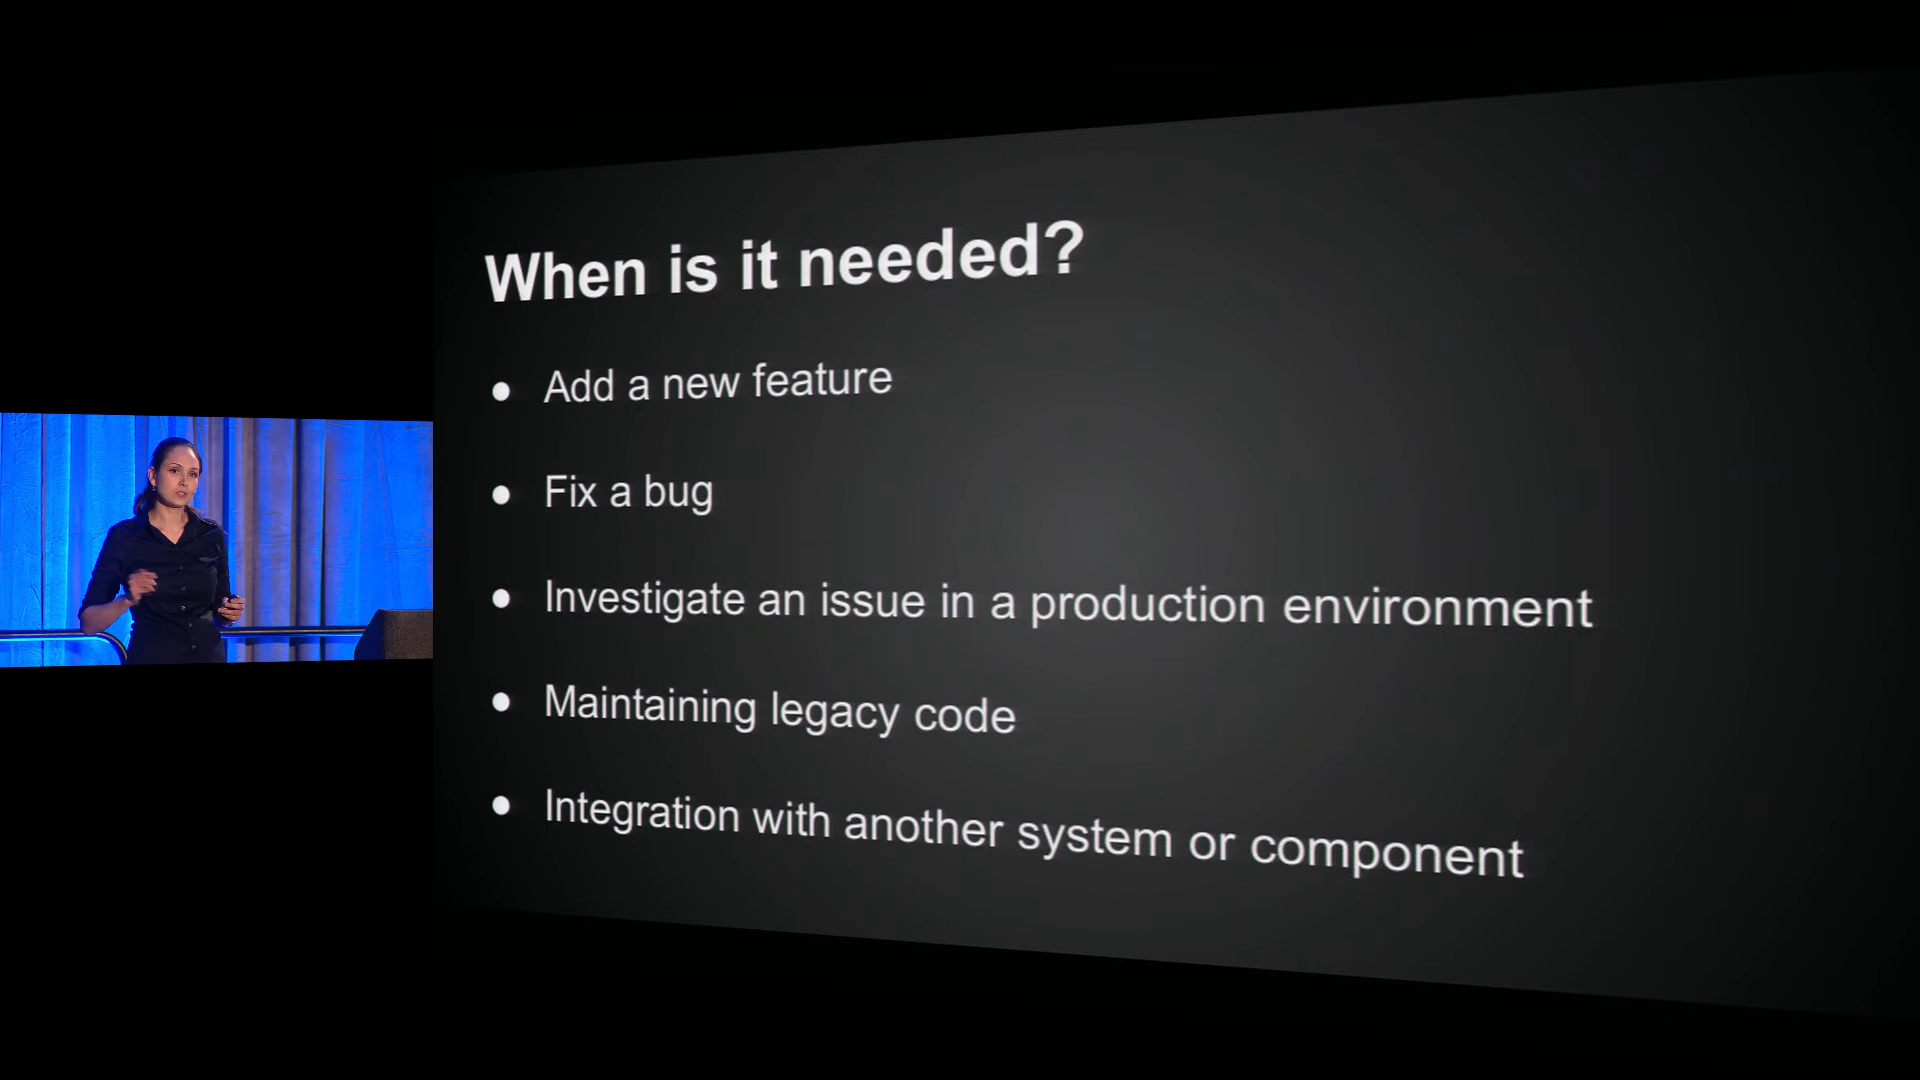 When is it needed?
● Add a new feature
● Fix a bug
● Investigate an issue in a production environment
● Maintaining legacy code
● Integration with another system or component